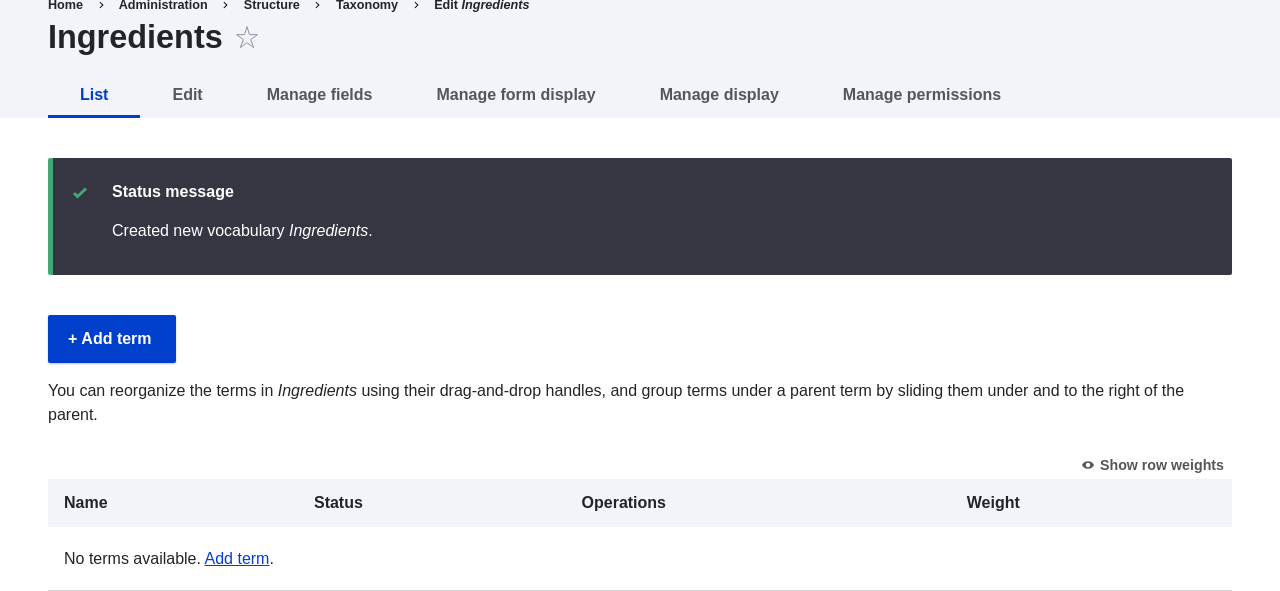 Home > Administration > Structure > Taxonomy > Edit Ingredients
Ingredients ☆
List Edit Manage fields Manage form display Manage display Manage permissions
Status message
Created new vocabulary Ingredients.
+ Add term
You can reorganize the terms in Ingredients using their drag-and-drop handles, and group terms under a parent term by sliding them under and to the right of the
parent.
Show row weights
Name Status Operations Weight
No terms available. Add term.